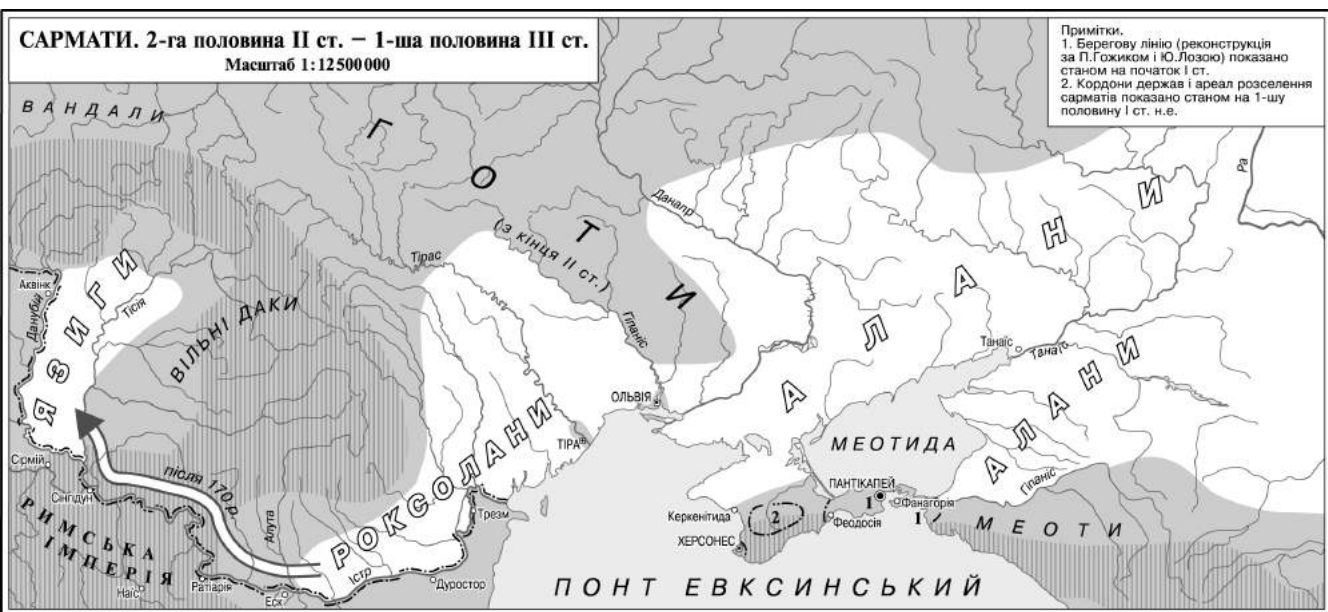 САРМАТИ. 2-га половина II ст. – 1-ша половина III ст.
Масштаб 1:12500000
Примітки.
1. Берегову лінію (реконструкція
за П.Гожиком і Ю.Лозою) показано
станом на початок I ст.
2. Кордони держав і ареал розселення
сарматів показано станом на 1-шу
половину I ст. н.е.
ВАНДАЛИ
ГОТИ
(з кінця II ст.)
Данапр
АЛАНИ
Ра
Тірас
Гіпаніс
ЯЗИГИ
Аквінк
Данубій
Тісія
ВІЛЬНІ ДАКИ
Танаїс
Танаїс
АЛАНИ
ОЛЬВІЯ
МЕОТИДА
РОКСОЛАНИ
ТІРА
Сірмій
Сінгідун
після 170 р.
Алута
РИМСЬКА
ІМПЕРІЯ
Наїс
Ратіарія
Еск
Істр
Дуростор
Трезм
Гіпаніс
ПАНТІКАПЕЙ
1
Фанагорія
1
Керкенітида
2
Феодосія
ХЕРСОНЕС
МЕОТИ
ПОНТ ЕВКСИНСЬКИЙ